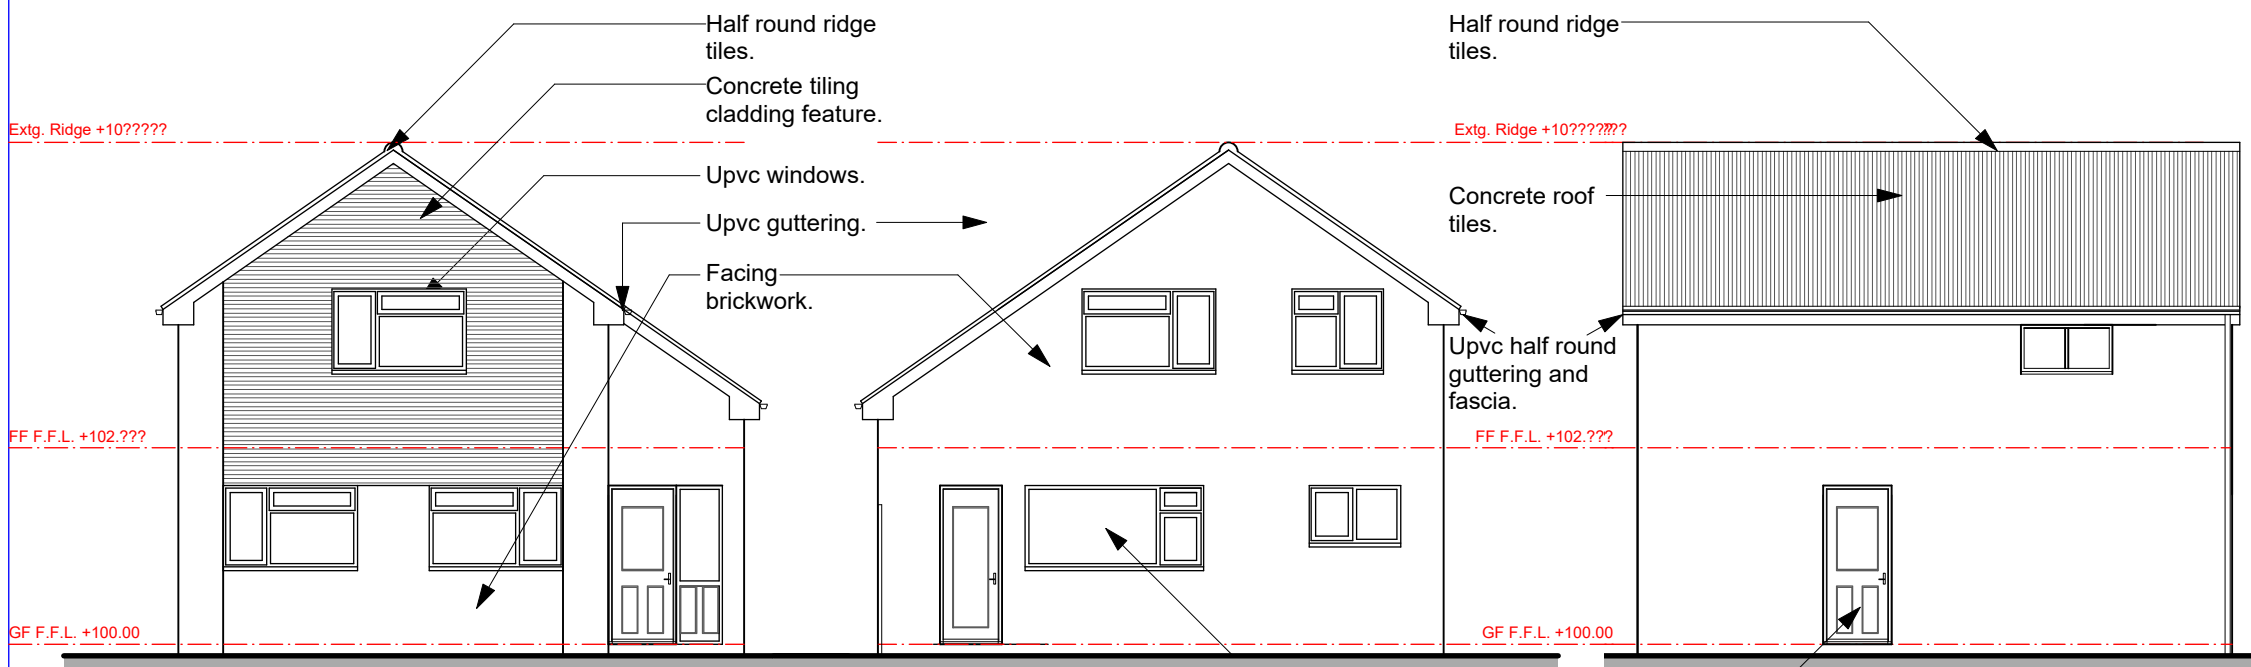 Half round ridge
tiles.
Concrete tiling
cladding feature.
Upvc windows.
Upvc guttering.
Facing
brickwork.
Half round ridge
tiles.
Concrete roof
tiles.
Upvc half round
guttering and
fascia.
Extg. Ridge +10?????
Extg. Ridge +10?????
FF F.F.L. +102.???
FF F.F.L. +102.???
GF F.F.L. +100.00
GF F.F.L. +100.00